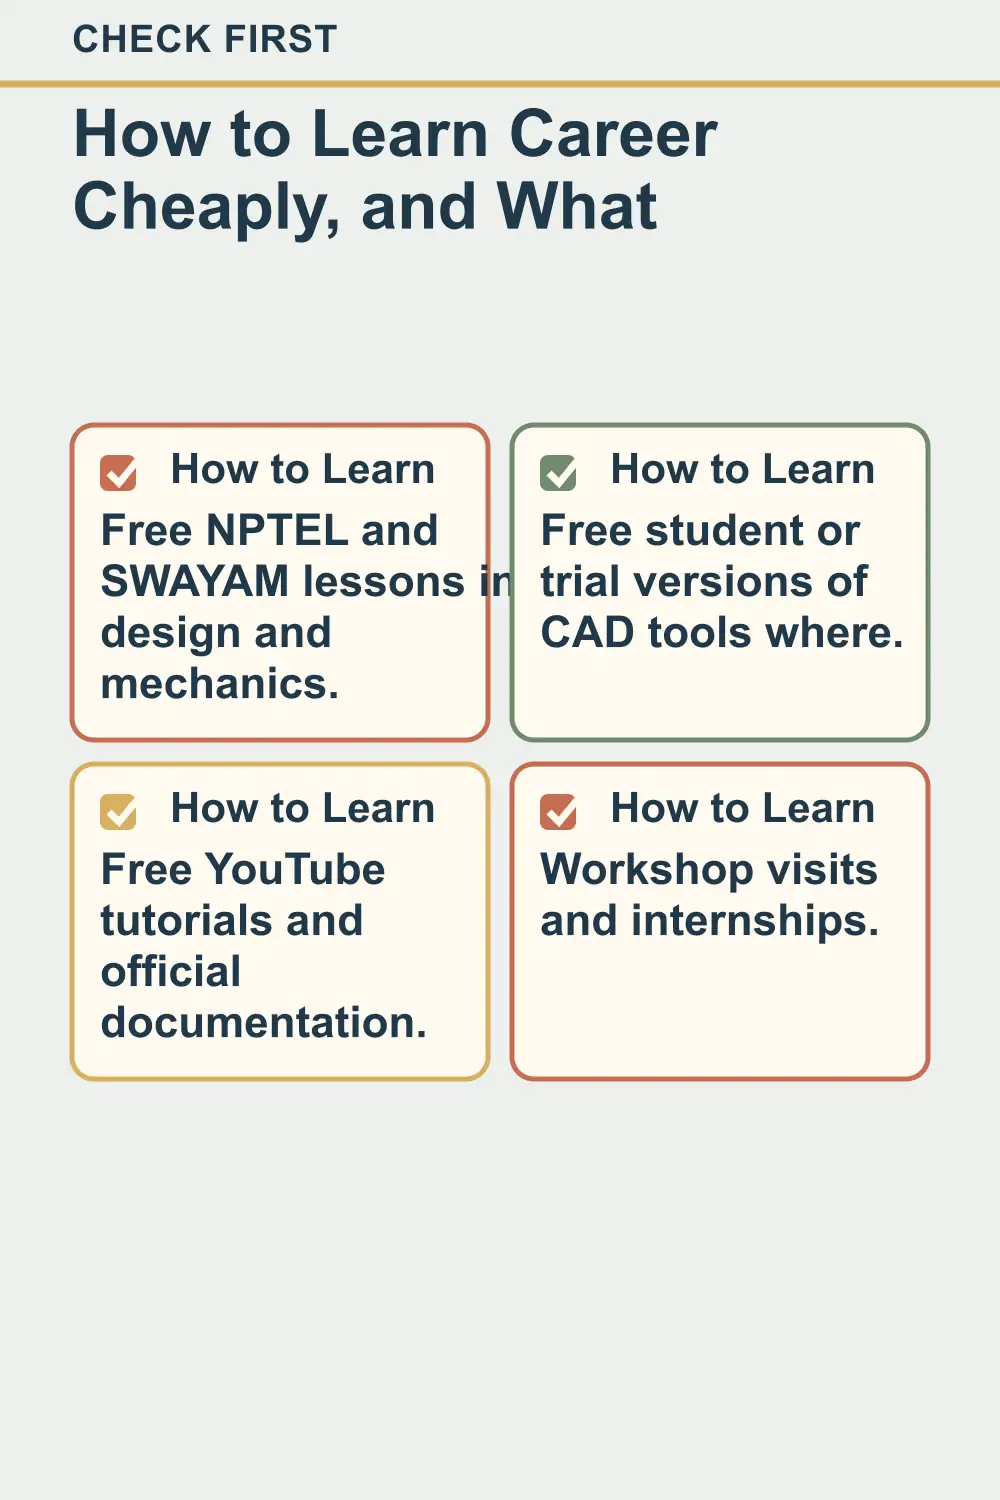 CHECK FIRST
How to Learn Career
Cheaply, and What
How to Learn
Free NPTEL and
SWAYAM lessons in
design and
mechanics.
How to Learn
Free student or
trial versions of
CAD tools where.
How to Learn
Free YouTube
tutorials and
official
documentation.
How to Learn
Workshop visits
and internships.